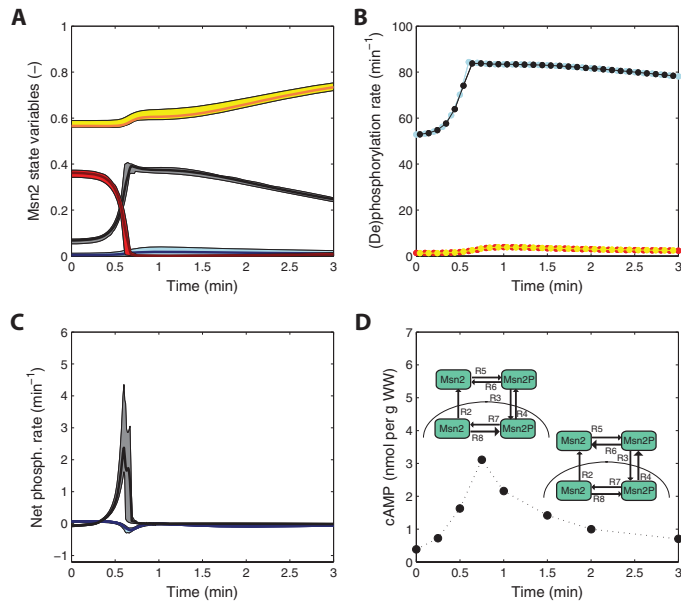 A
1
0.8
0.6
0.4
0.2
0
0
0.5
1
1.5
2
2.5
3
Msn2 state variables (–)
Time (min)
B
100
80
60
40
20
0
0
0.5
1
1.5
2
2.5
3
(De)phosphorylation rate (min⁻¹)
Time (min)
C
6
5
4
3
2
1
0
−1
0
0.5
1
1.5
2
2.5
3
Net phosph. rate (min⁻¹)
Time (min)
D
7
6
5
4
3
2
1
0
0
0.5
1
1.5
2
2.5
3
cAMP (nmol per g WW)
Time (min)
R5
Msn2
Msn2P
R6
R3
R2
R4
R7
Msn2
Msn2P
R8
R5
Msn2
Msn2P
R6
R3
R2
R4
R7
Msn2
Msn2P
R8